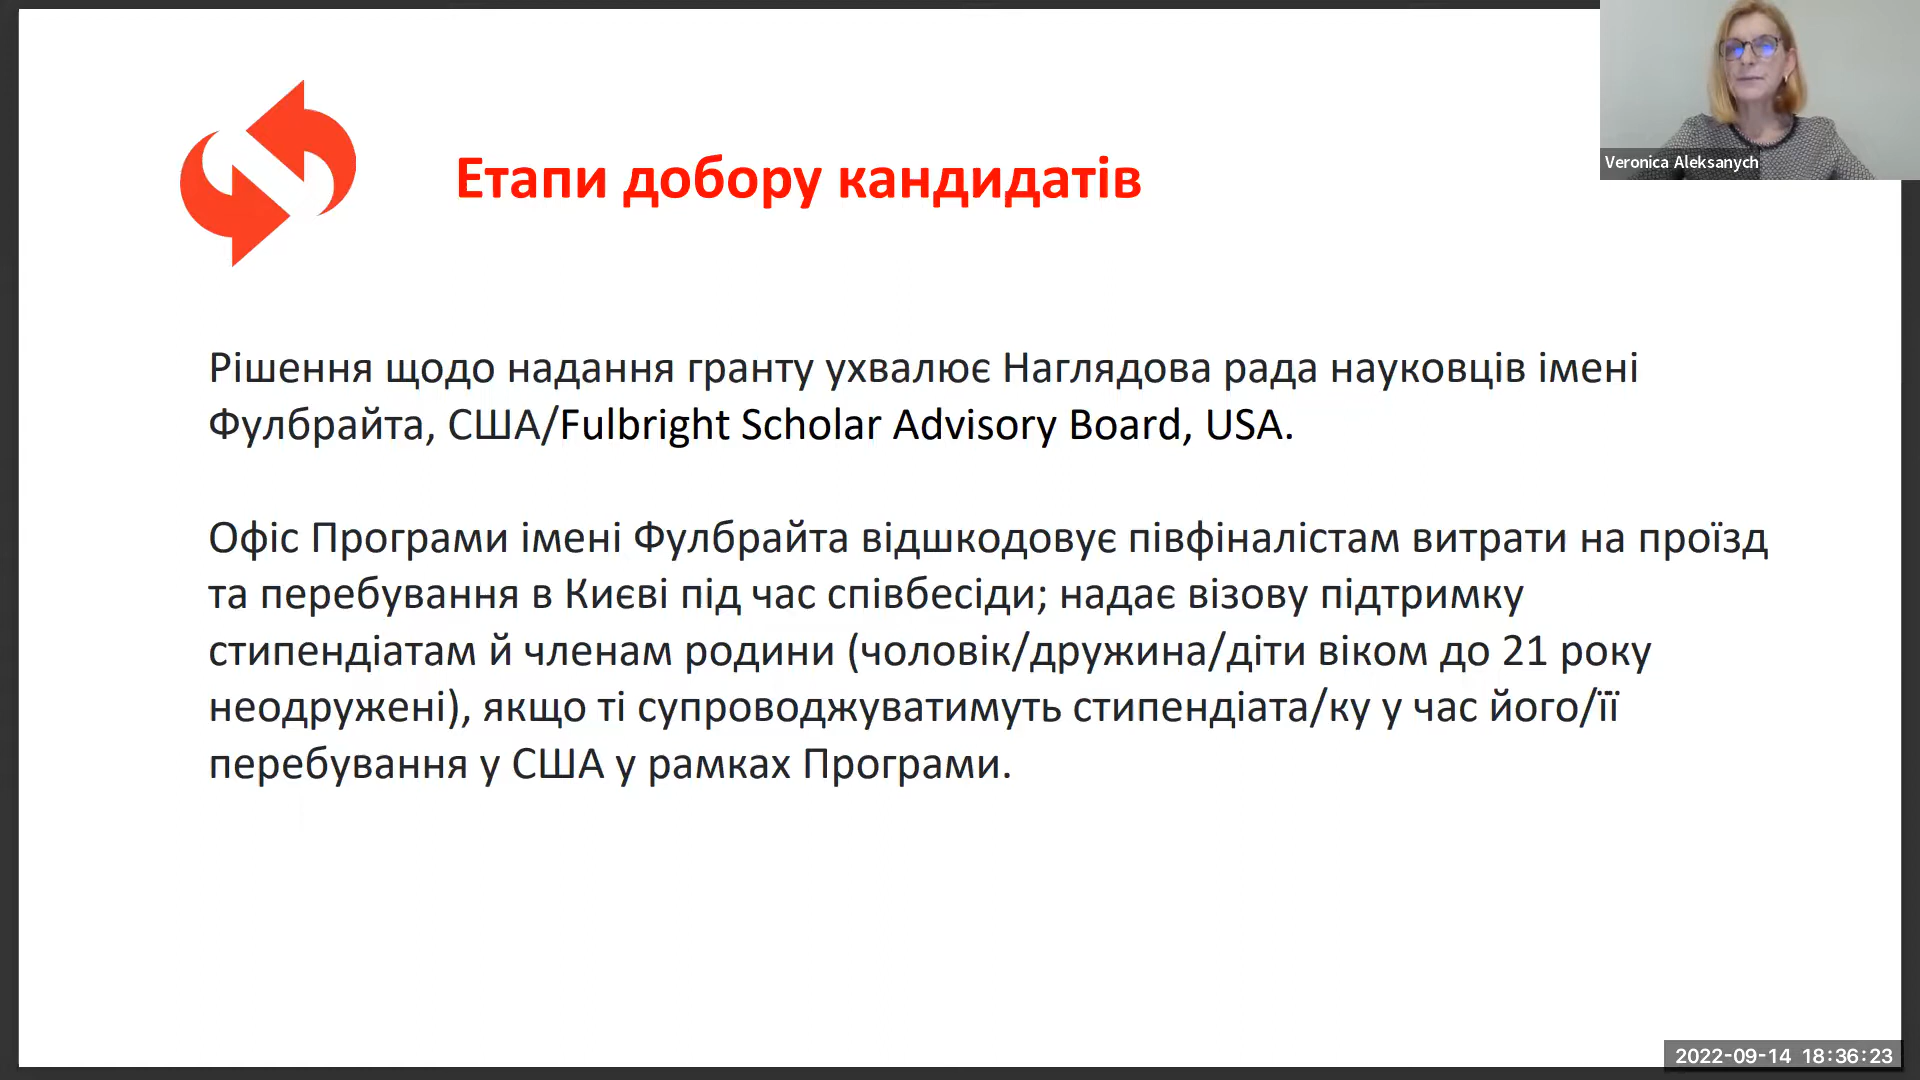 Veronica Aleksanych
Етапи добору кандидатів
Рішення щодо надання гранту ухвалює Наглядова рада науковців імені
Фулбрайта, США/Fulbright Scholar Advisory Board, USA.
Офіс Програми імені Фулбрайта відшкодовує півфіналістам витрати на проїзд
та перебування в Києві під час співбесіди; надає візову підтримку
стипендіатам й членам родини (чоловік/дружина/діти віком до 21 року
неодружені), якщо ті супроводжуватимуть стипендіата/ку у час його/її
перебування у США у рамках Програми.
2022-09-14 18:36:23